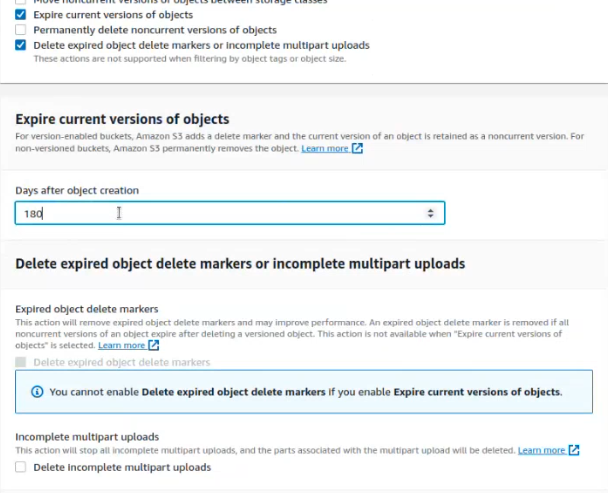 Move noncurrent versions of objects between storage classes
Expire current versions of objects
Permanently delete noncurrent versions of objects
Delete expired object delete markers or incomplete multipart uploads
These actions are not supported when filtering by object tags or object size.
Expire current versions of objects
For version-enabled buckets, Amazon S3 adds a delete marker and the current version of an object is retained as a noncurrent version. For
non-versioned buckets, Amazon S3 permanently removes the object. Learn more
Days after object creation
180
Delete expired object delete markers or incomplete multipart uploads
Expired object delete markers
This action will remove expired object delete markers and may improve performance. An expired object delete marker is removed if all
noncurrent versions of an object expire after deleting a versioned object. This action is not available when "Expire current versions of
objects" is selected. Learn more
Delete expired object delete markers
You cannot enable Delete expired object delete markers if you enable Expire current versions of objects.
Incomplete multipart uploads
This action will stop all incomplete multipart uploads, and the parts associated with the multipart upload will be deleted. Learn more
Delete incomplete multipart uploads